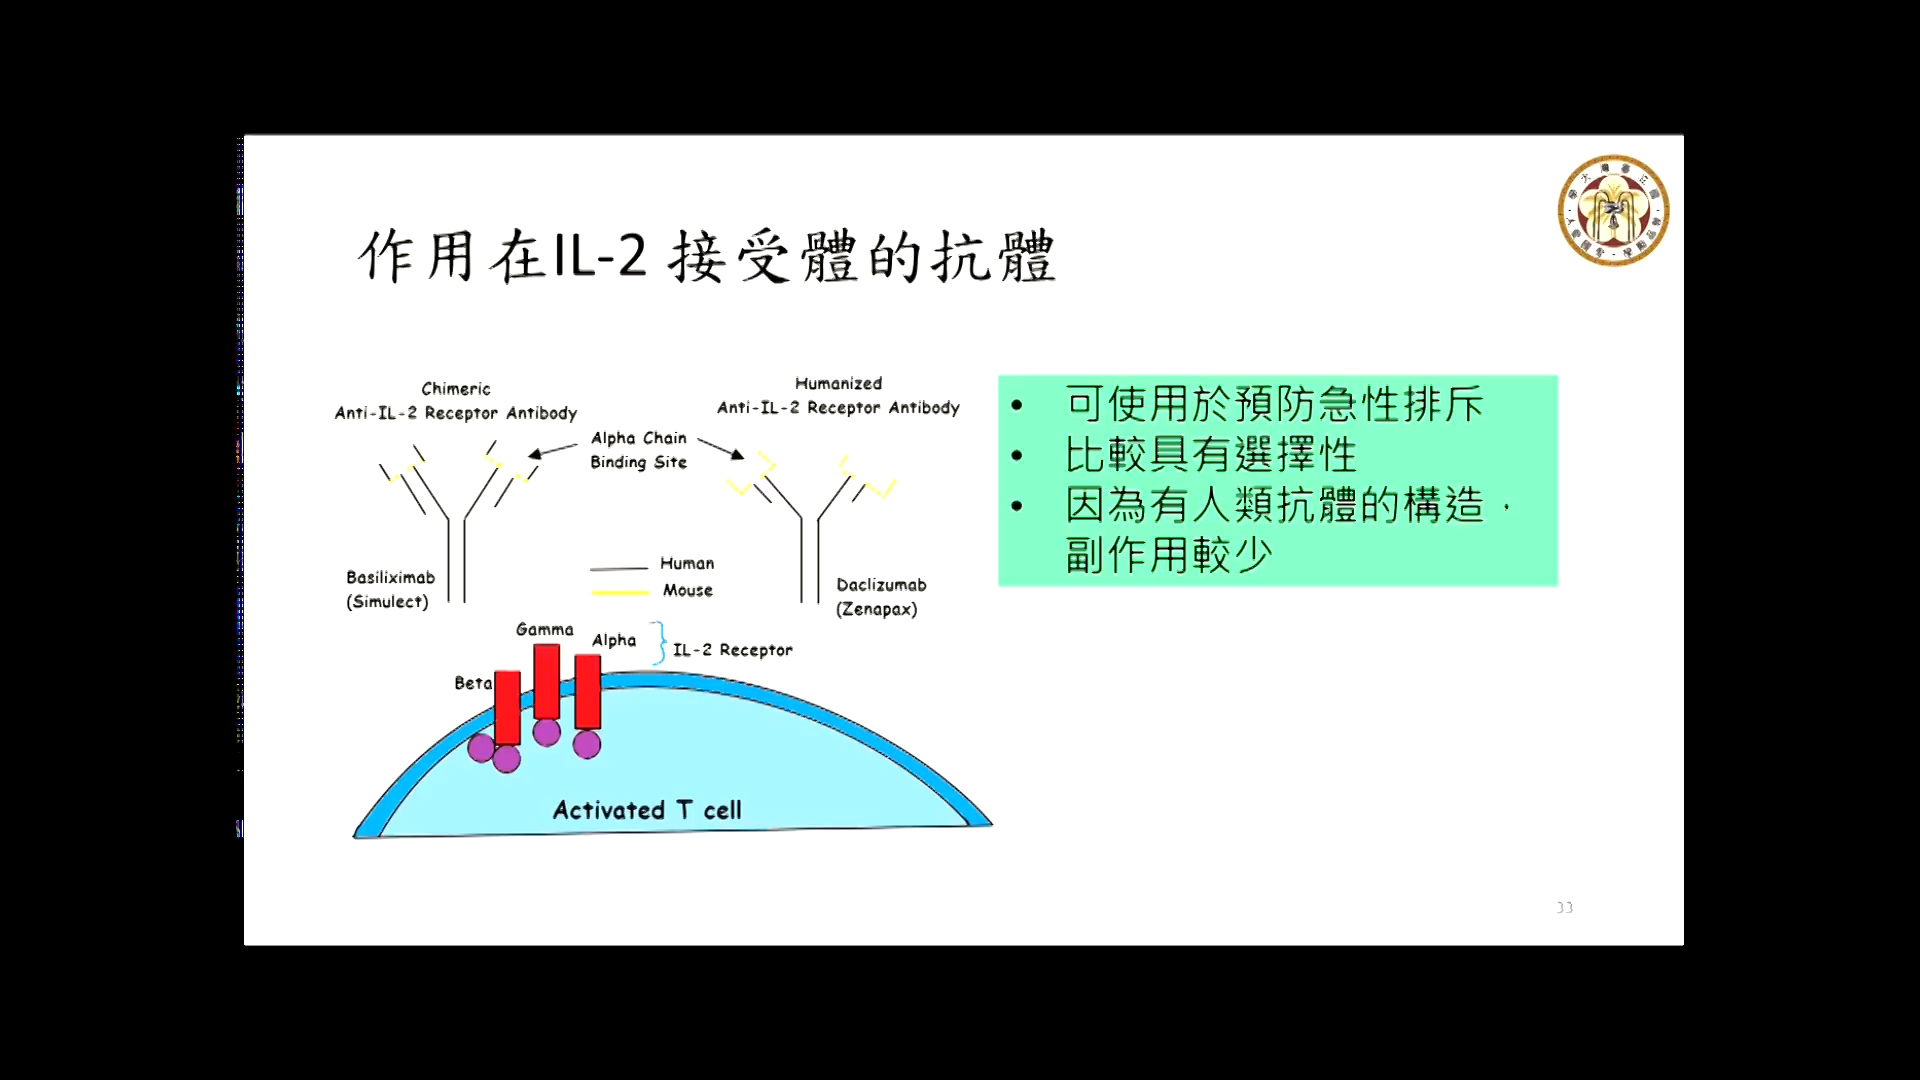 作用在IL-2 接受體的抗體
Chimeric
Anti-IL-2 Receptor Antibody
Humanized
Anti-IL-2 Receptor Antibody
Alpha Chain
Binding Site
Human
Mouse
Basiliximab
(Simulect)
Daclizumab
(Zenapax)
Gamma
Alpha
IL-2 Receptor
Beta
Activated T cell
• 可使用於預防急性排斥
• 比較具有選擇性
• 因為有人類抗體的構造，
副作用較少
33